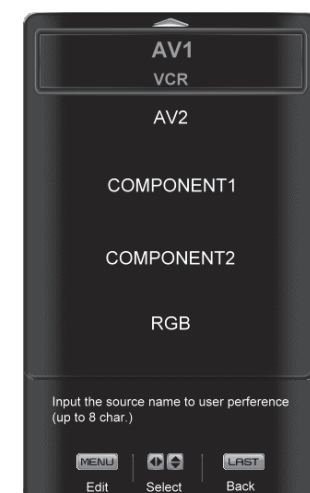 AV1
VCR
AV2
COMPONENT1
COMPONENT2
RGB
Input the source name to user perference
(up to 8 char.)
MENU LAST
Edit Select Back